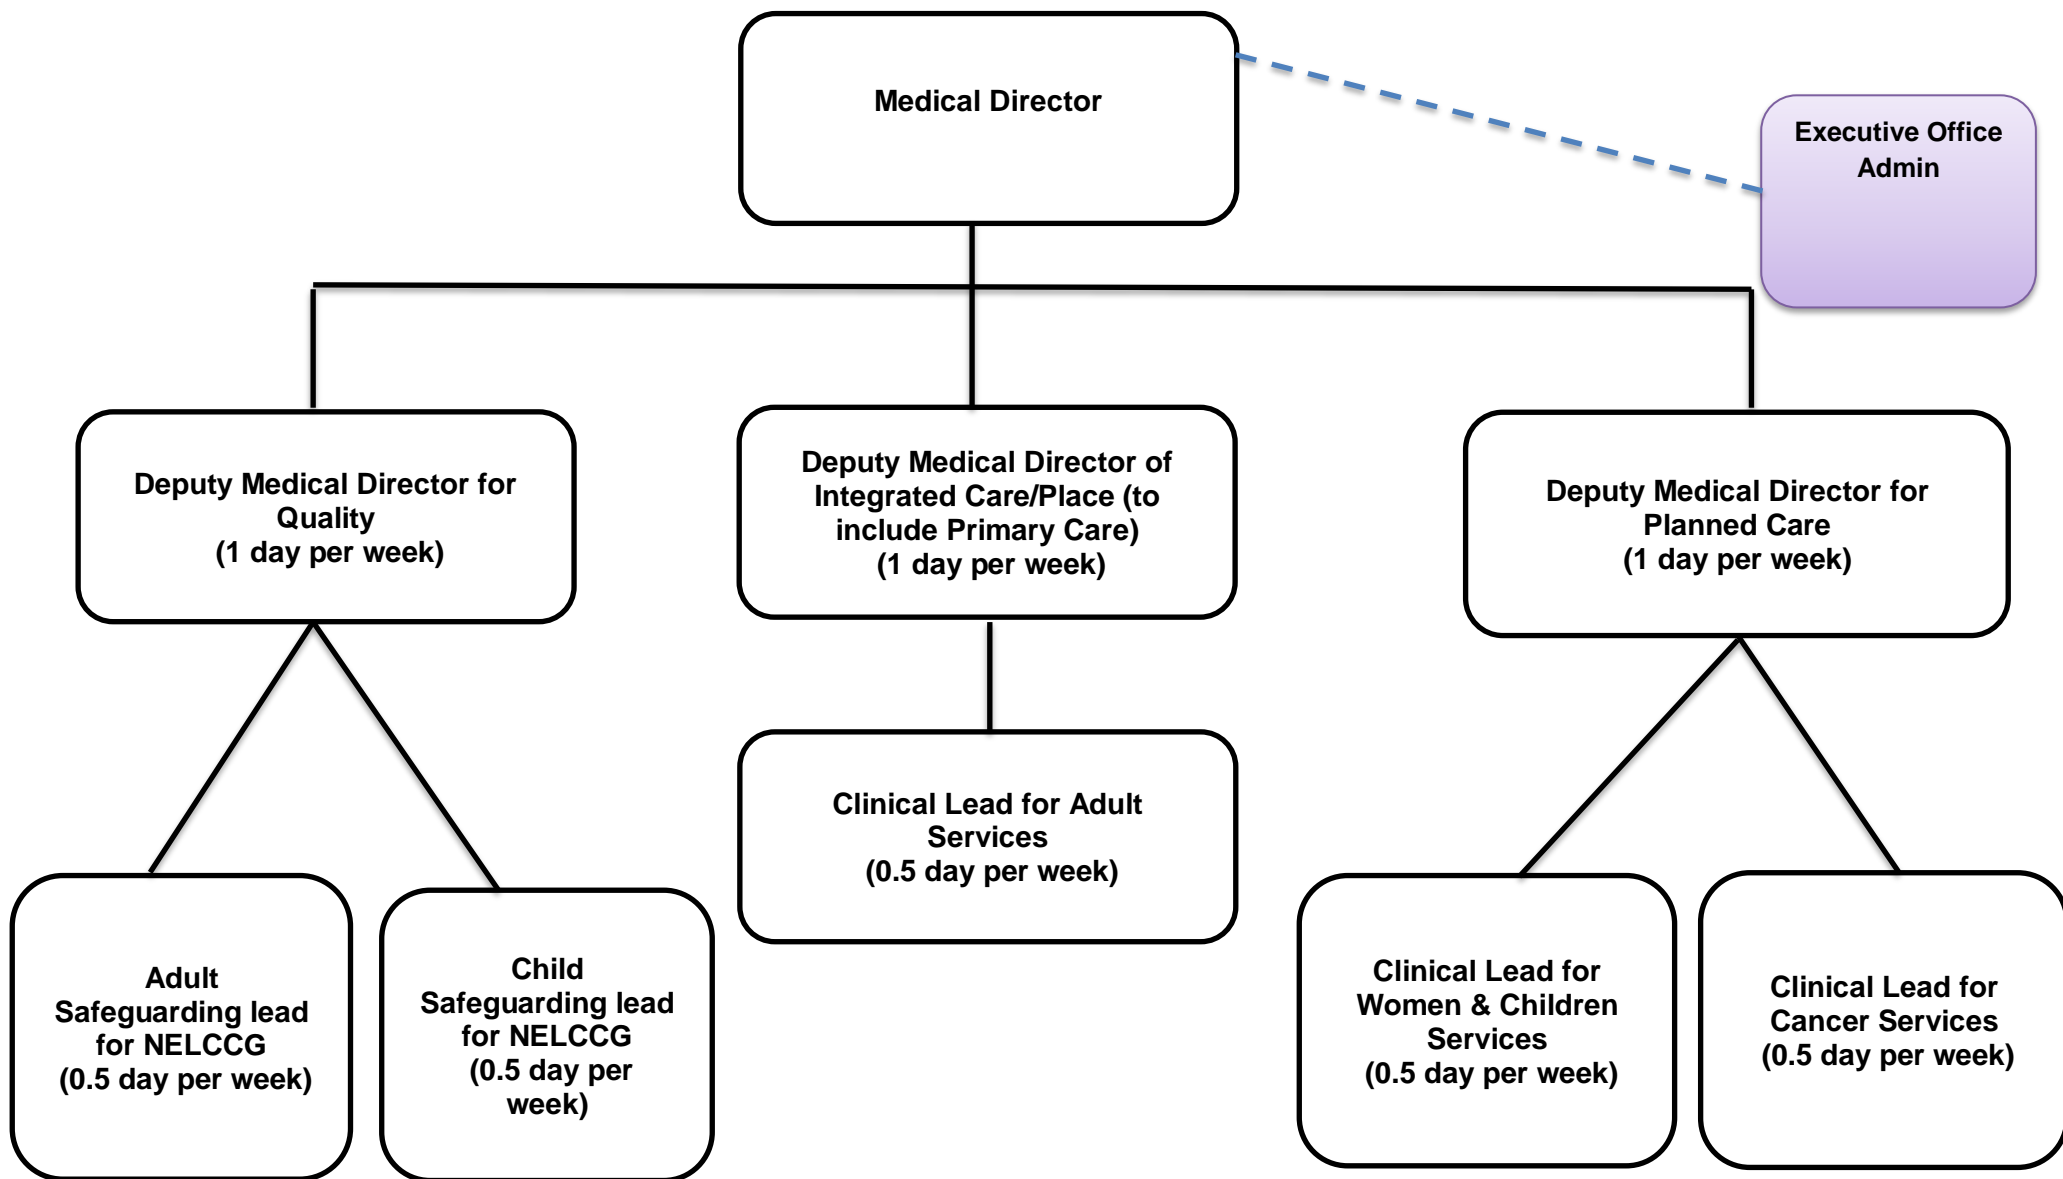 Medical Director
Executive Office
Admin
Deputy Medical Director for
Quality
(1 day per week)
Deputy Medical Director of
Integrated Care/Place (to
include Primary Care)
(1 day per week)
Deputy Medical Director for
Planned Care
(1 day per week)
Clinical Lead for Adult
Services
(0.5 day per week)
Adult
Safeguarding lead
for NELCCG
(0.5 day per week)
Child
Safeguarding lead
for NELCCG
(0.5 day per
week)
Clinical Lead for
Women & Children
Services
(0.5 day per week)
Clinical Lead for
Cancer Services
(0.5 day per week)